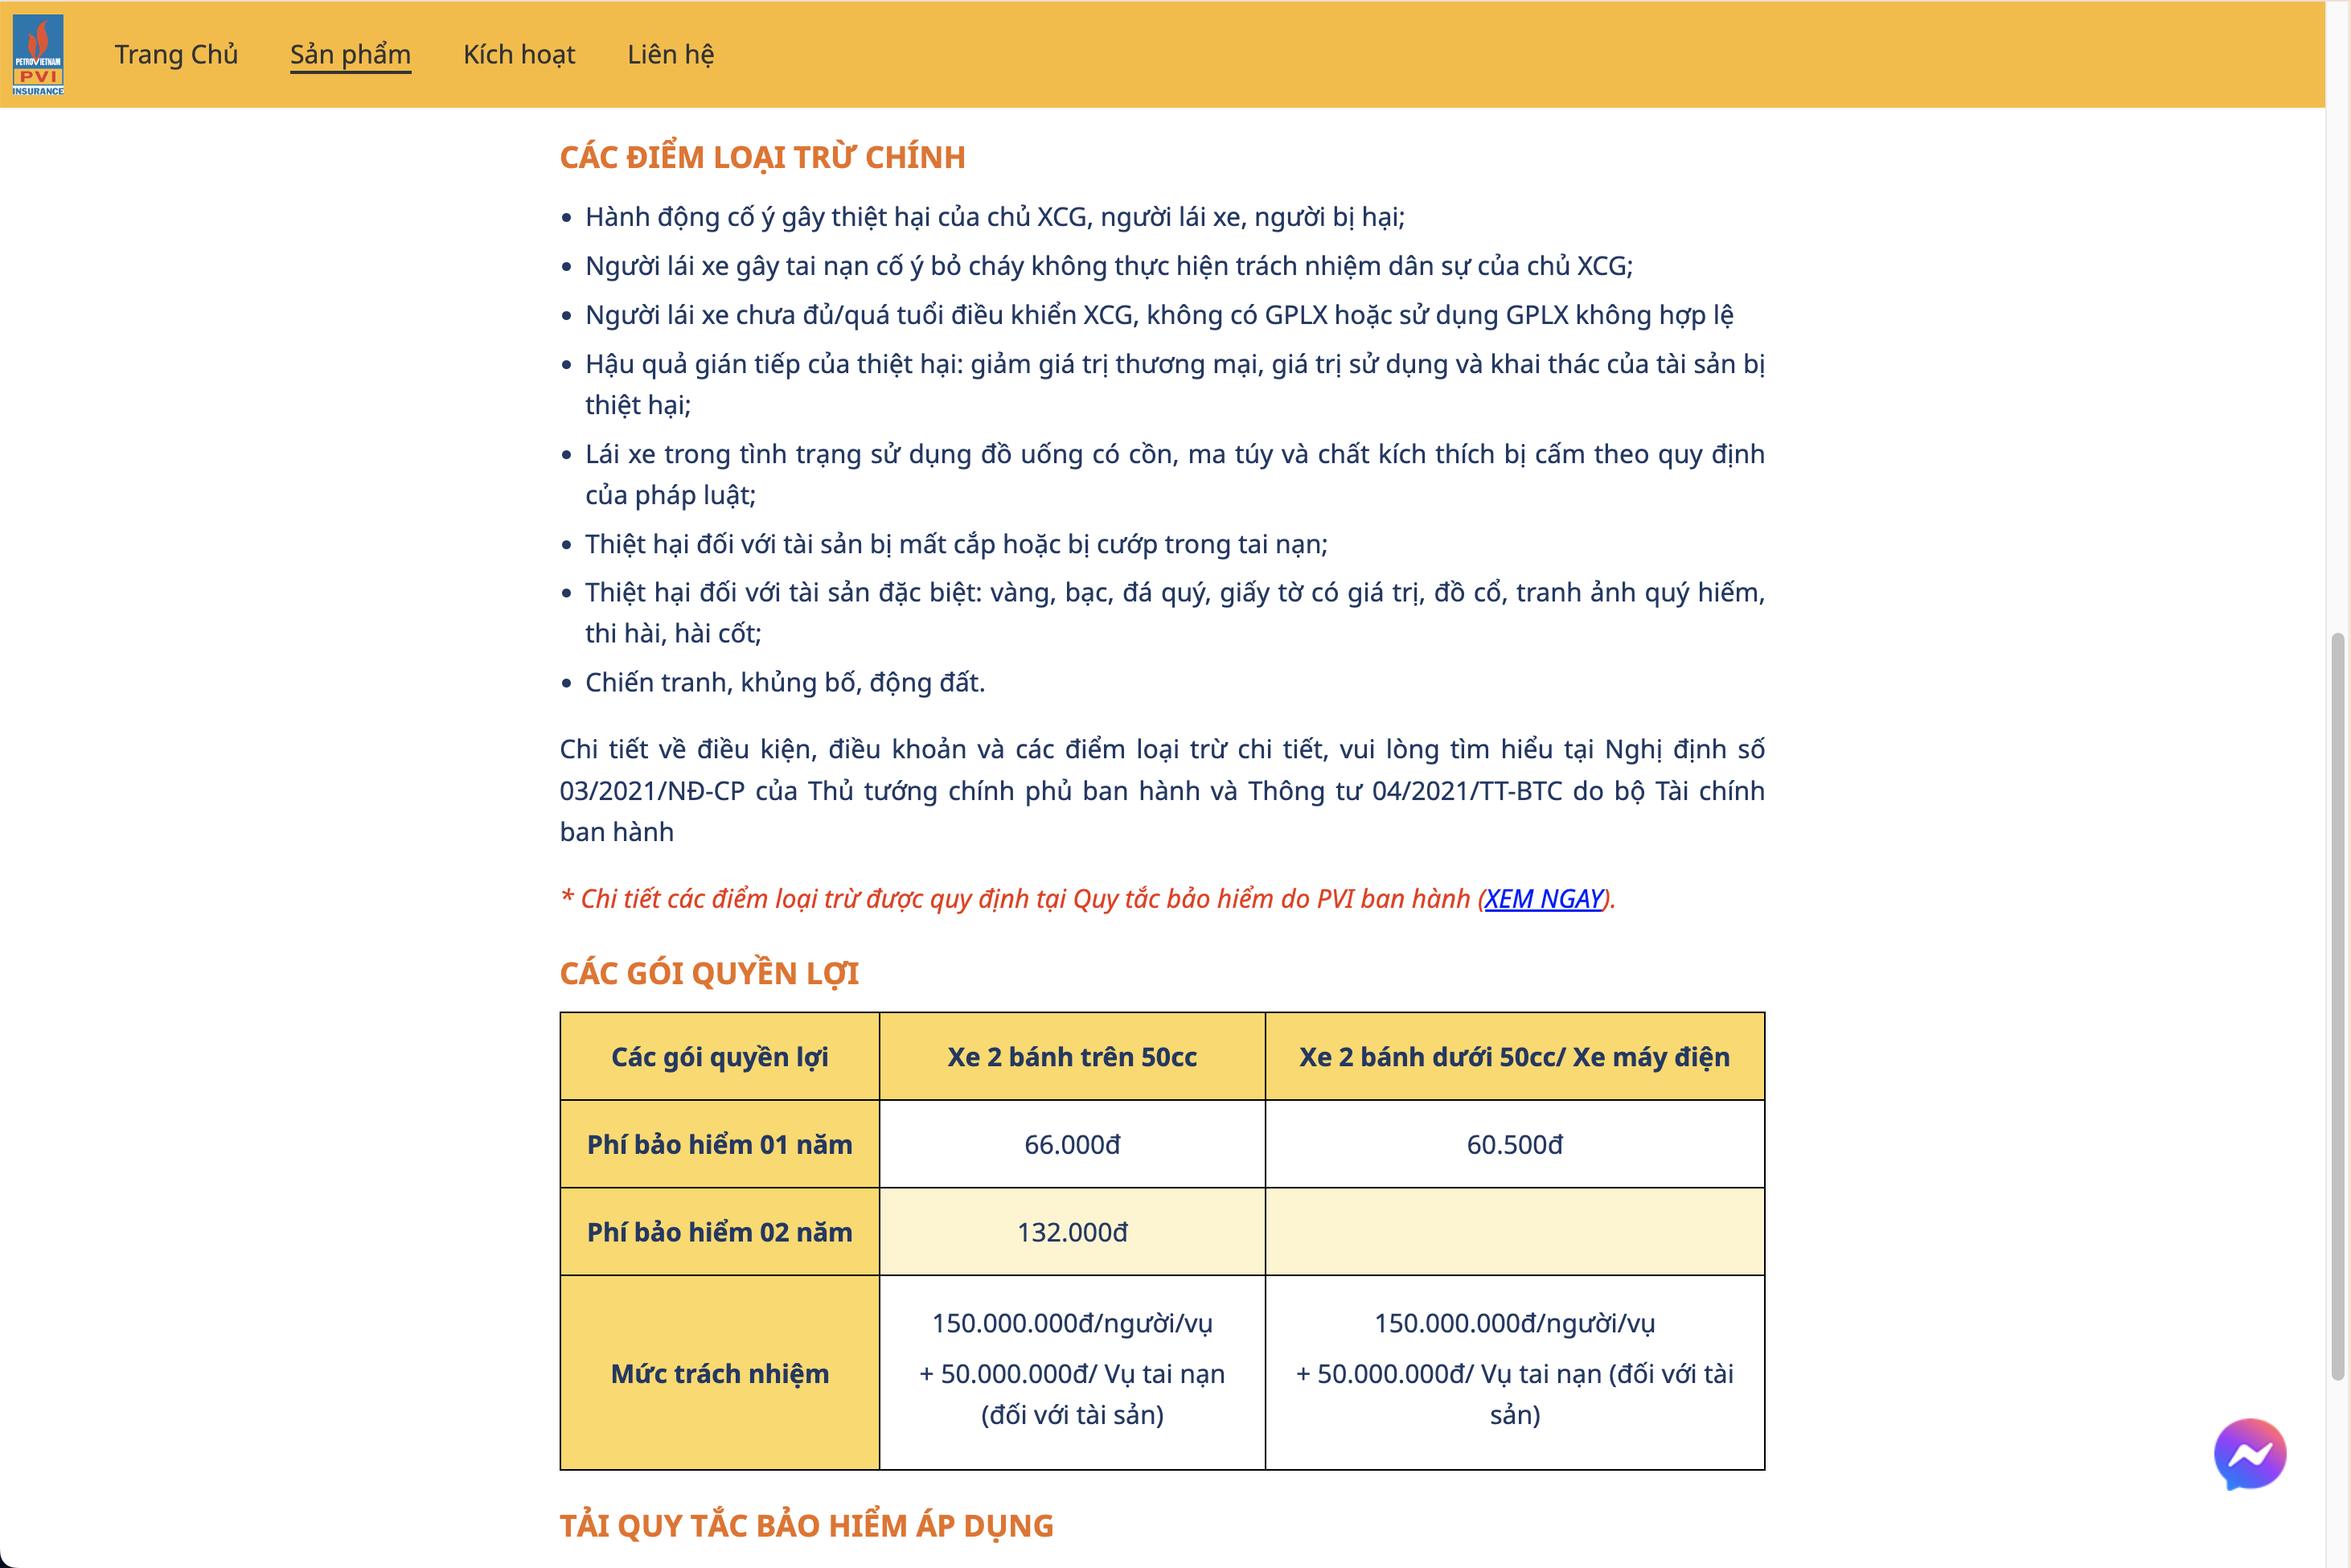 PETROVIETNAM
PVI
INSURANCE
Trang Chủ
Sản phẩm
Kích hoạt
Liên hệ
CÁC ĐIỂM LOẠI TRỪ CHÍNH
• Hành động cố ý gây thiệt hại của chủ XCG, người lái xe, người bị hại;
• Người lái xe gây tai nạn cố ý bỏ cháy không thực hiện trách nhiệm dân sự của chủ XCG;
• Người lái xe chưa đủ/quá tuổi điều khiển XCG, không có GPLX hoặc sử dụng GPLX không hợp lệ
• Hậu quả gián tiếp của thiệt hại: giảm giá trị thương mại, giá trị sử dụng và khai thác của tài sản bị
thiệt hại;
• Lái xe trong tình trạng sử dụng đồ uống có cồn, ma túy và chất kích thích bị cấm theo quy định
của pháp luật;
• Thiệt hại đối với tài sản bị mất cắp hoặc bị cướp trong tai nạn;
• Thiệt hại đối với tài sản đặc biệt: vàng, bạc, đá quý, giấy tờ có giá trị, đồ cổ, tranh ảnh quý hiếm,
thi hài, hài cốt;
• Chiến tranh, khủng bố, động đất.
Chi tiết về điều kiện, điều khoản và các điểm loại trừ chi tiết, vui lòng tìm hiểu tại Nghị định số
03/2021/NĐ-CP của Thủ tướng chính phủ ban hành và Thông tư 04/2021/TT-BTC do bộ Tài chính
ban hành
* Chi tiết các điểm loại trừ được quy định tại Quy tắc bảo hiểm do PVI ban hành (XEM NGAY).
CÁC GÓI QUYỀN LỢI
Các gói quyền lợi
Xe 2 bánh trên 50cc
Xe 2 bánh dưới 50cc/ Xe máy điện
Phí bảo hiểm 01 năm
66.000đ
60.500đ
Phí bảo hiểm 02 năm
132.000đ
Mức trách nhiệm
150.000.000đ/người/vụ
+ 50.000.000đ/ Vụ tai nạn
(đối với tài sản)
150.000.000đ/người/vụ
+ 50.000.000đ/ Vụ tai nạn (đối với tài
sản)
TẢI QUY TẮC BẢO HIỂM ÁP DỤNG